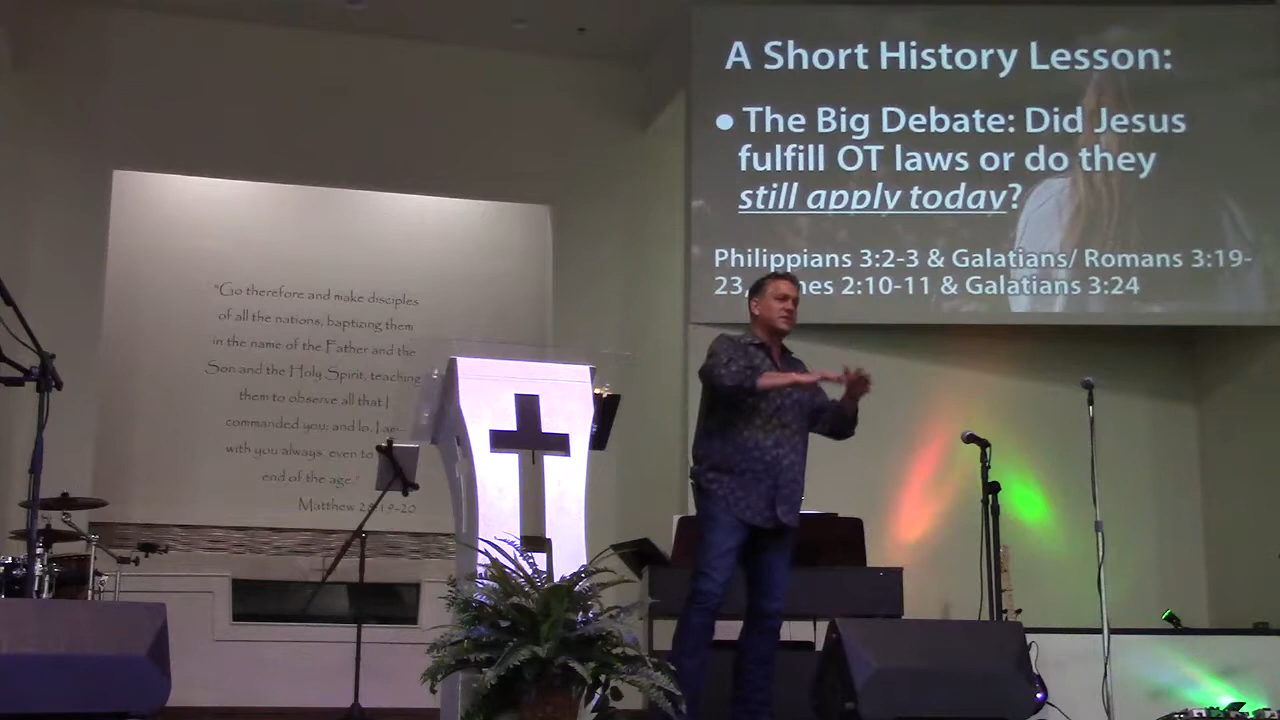 A Short History Lesson:
● The Big Debate: Did Jesus
fulfill OT laws or do they
still apply today?
Philippians 3:2-3 & Galatians/ Romans 3:19-
23, 2:10-11 & Galatians 3:24
"Go therefore and make disciples
of all the nations, baptizing them
in the name of the Father and the
Son and the Holy Spirit, teaching
them to observe all that I
commanded you; and lo, I am
with you always, even to
end of the age."
Matthew 28:19-20